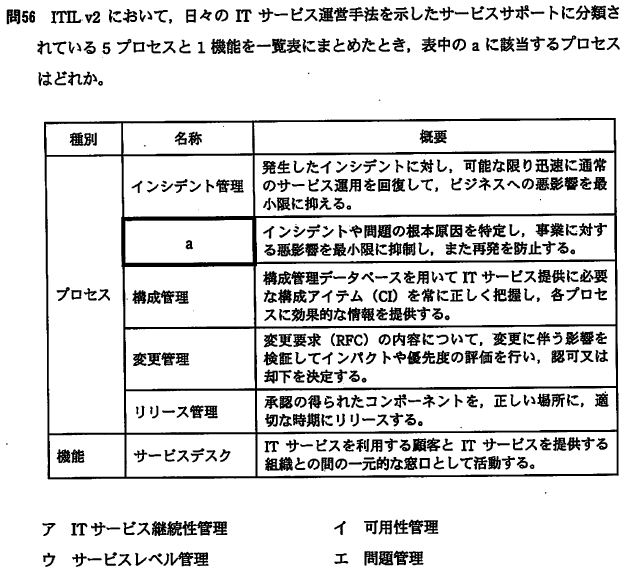 問56 ITIL v2 において，日々の IT サービス運営手法を示したサービスサポートに分類さ
れている 5 プロセスと 1 機能を一覧表にまとめたとき，表中の a に該当するプロセス
はどれか。
種別 名称 概要
プロセス
インシデント管理
発生したインシデントに対し，可能な限り迅速に通常
のサービス運用を回復して，ビジネスへの悪影響を最
小限に抑える。
a
インシデントや問題の根本原因を特定し，事業に対す
る悪影響を最小限に抑制し，また再発を防止する。
構成管理
構成管理データベースを用いて IT サービス提供に必要
な構成アイテム（CI）を常に正しく把握し，各プロセ
スに効果的な情報を提供する。
変更管理
変更要求（RFC）の内容について，変更に伴う影響を
検証してインパクトや優先度の評価を行い，認可又は
却下を決定する。
リリース管理
承認の得られたコンポーネントを，正しい場所に，適
切な時期にリリースする。
機能 サービスデスク
IT サービスを利用する顧客と IT サービスを提供する
組織との間の一元的な窓口として活動する。
ア IT サービス継続性管理 イ 可用性管理
ウ サービスレベル管理 エ 問題管理